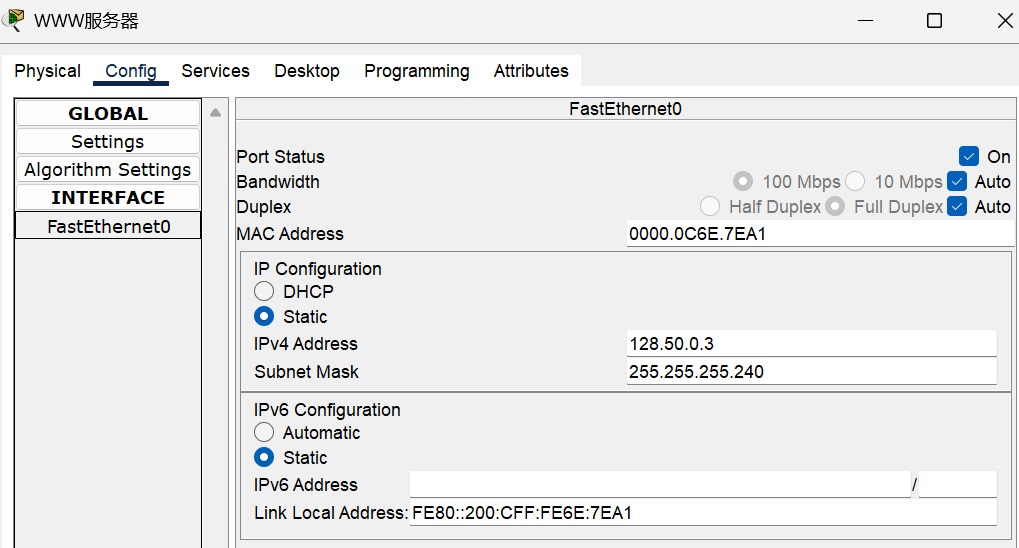 WWW服务器
Physical Config Services Desktop Programming Attributes
GLOBAL
Settings
Algorithm Settings
INTERFACE
FastEthernet0
FastEthernet0
Port Status On
Bandwidth 100 Mbps 10 Mbps Auto
Duplex Half Duplex Full Duplex Auto
MAC Address 0000.0C6E.7EA1
IP Configuration
DHCP
Static
IPv4 Address 128.50.0.3
Subnet Mask 255.255.255.240
IPv6 Configuration
Automatic
Static
IPv6 Address /
Link Local Address: FE80::200:CFF:FE6E:7EA1